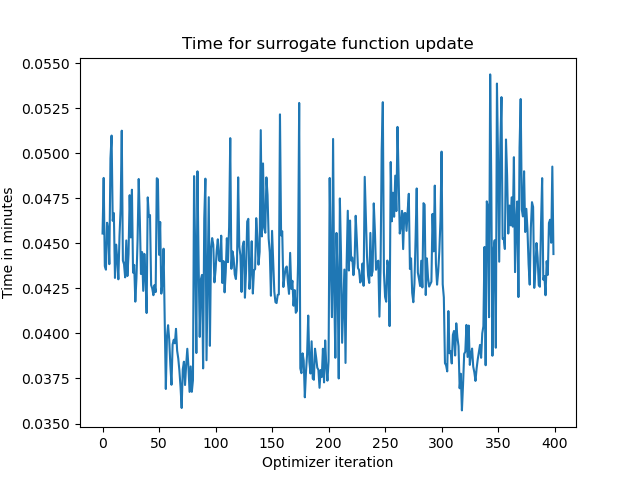 Time for surrogate function update
0.0550
0.0525
0.0500
0.0475
0.0450
0.0425
0.0400
0.0375
0.0350
Time in minutes
0 50 100 150 200 250 300 350 400
Optimizer iteration